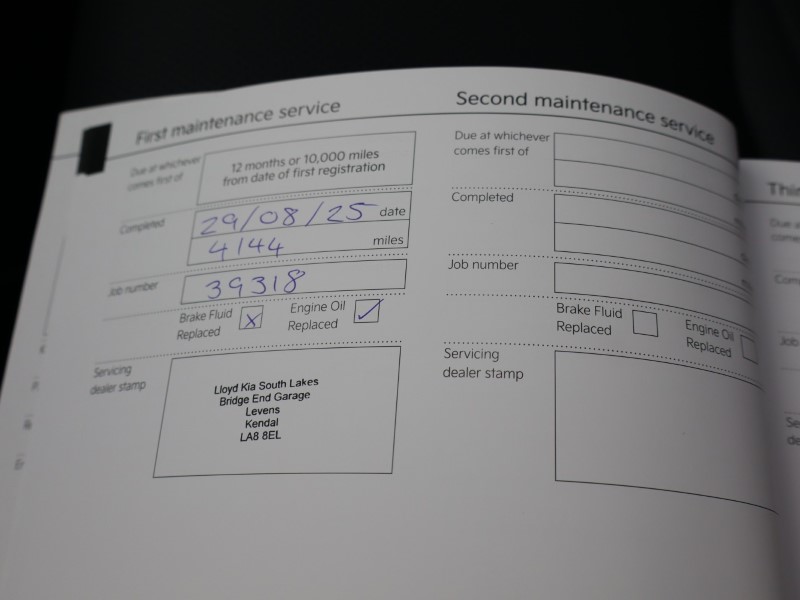 First maintenance service
Due at whichever
comes first of
12 months or 10,000 miles
from date of first registration
Completed
29/08/25 date
4144 miles
Job number
39318
Brake Fluid
Replaced
X
Engine Oil
Replaced
✓
Servicing
dealer stamp
Lloyd Kia South Lakes
Bridge End Garage
Levens
Kendal
LA8 8EL
Second maintenance service
Due at whichever
comes first of
Completed
Job number
Brake Fluid
Replaced
Engine Oil
Replaced
Servicing
dealer stamp